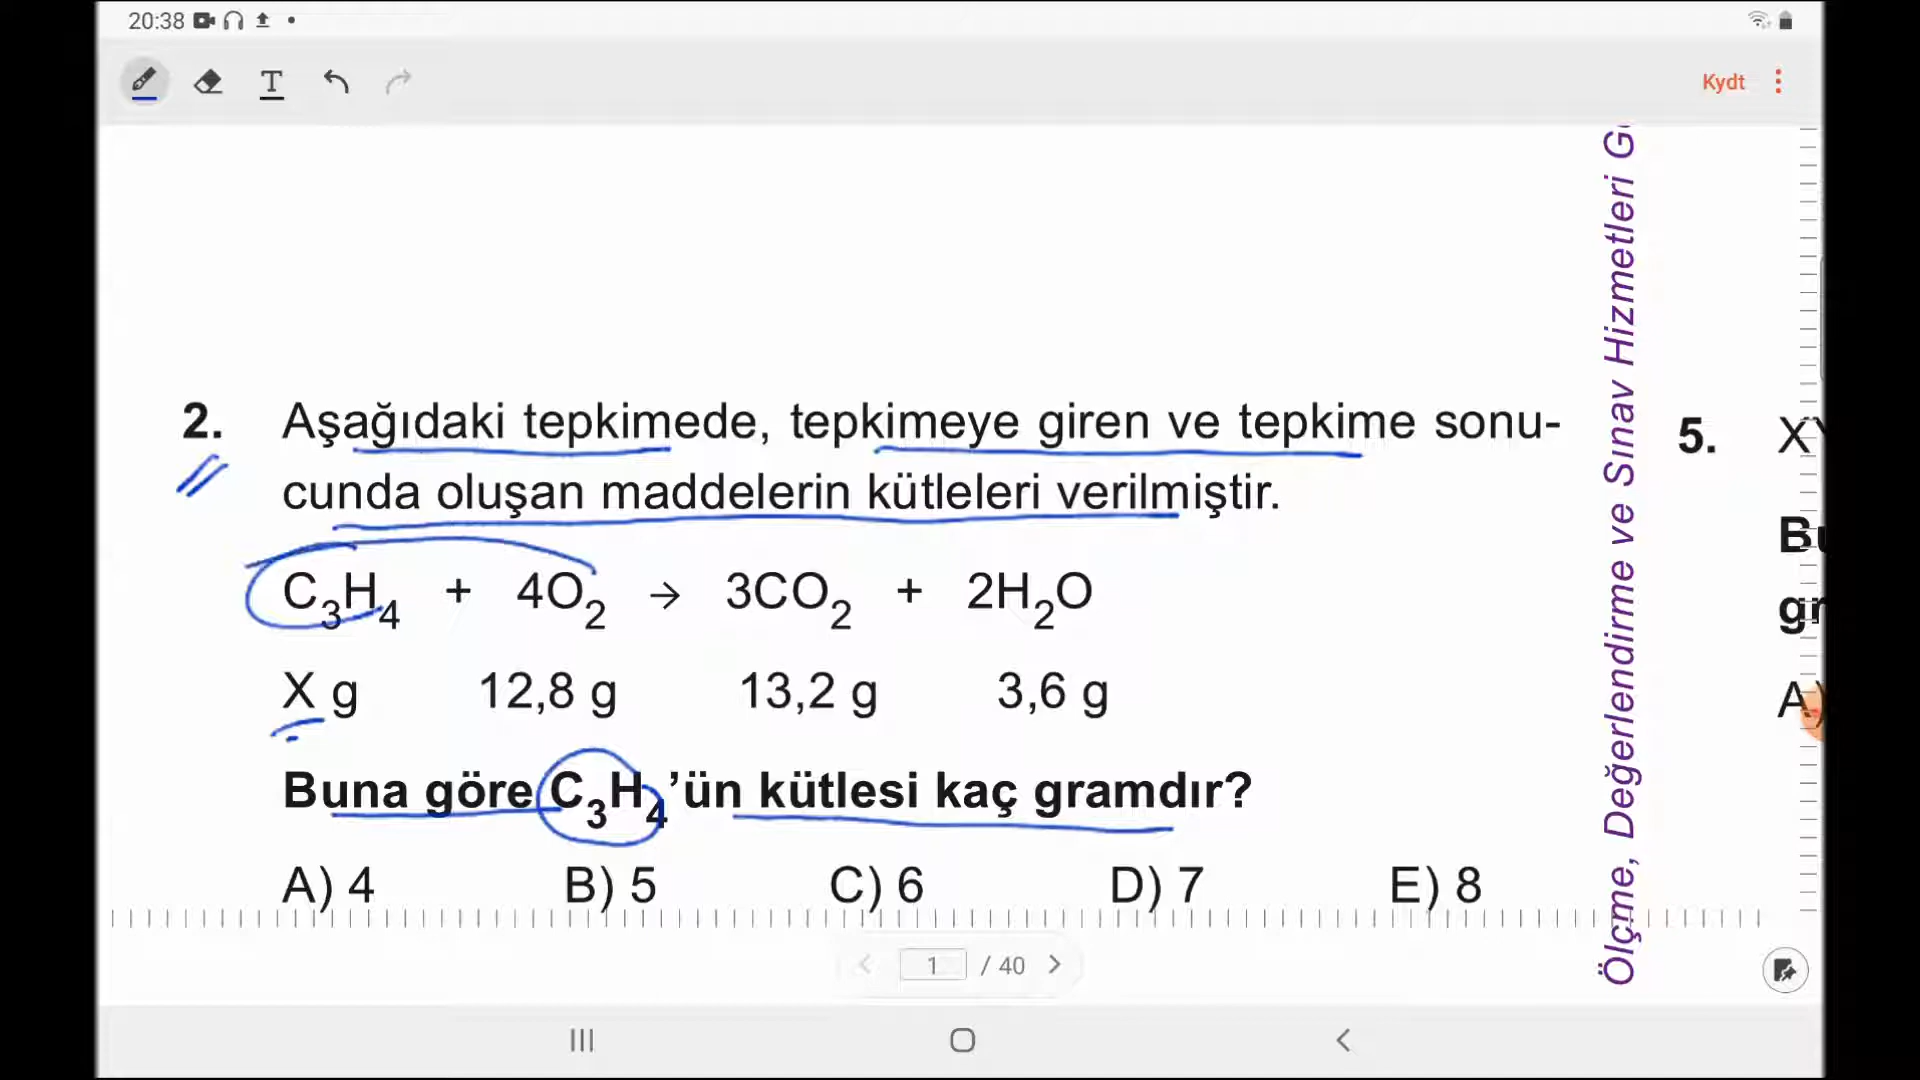 20:38
T
Kydt
2. Aşağıdaki tepkimede, tepkimeye giren ve tepkime sonu-
cunda oluşan maddelerin kütleleri verilmiştir.
C3H4 + 4O2 → 3CO2 + 2H2O
X g 12,8 g 13,2 g 3,6 g
Buna göre C3H4'ün kütlesi kaç gramdır?
A) 4 B) 5 C) 6 D) 7 E) 8
Ölçme, Değerlendirme ve Sınav Hizmetleri
5. X
A)
1 / 40